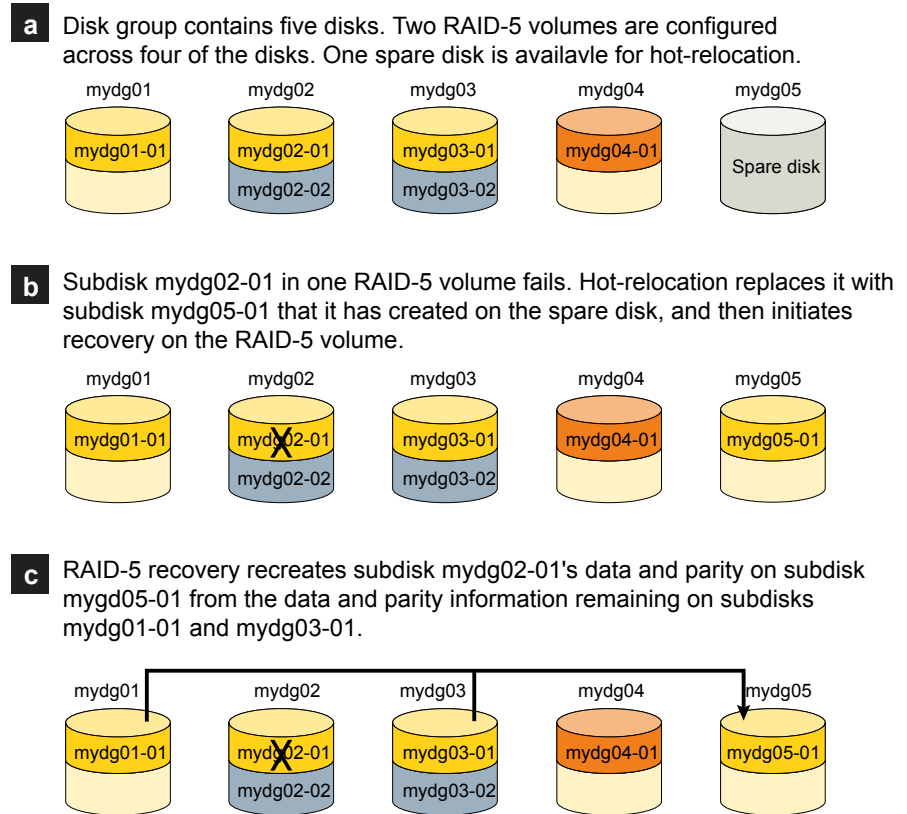 a
Disk group contains five disks. Two RAID-5 volumes are configured
across four of the disks. One spare disk is availavle for hot-relocation.
mydg01 mydg02 mydg03 mydg04 mydg05
mydg01-01 mydg02-01 mydg03-01 mydg04-01
Spare disk
mydg02-02 mydg03-02
b
Subdisk mydg02-01 in one RAID-5 volume fails. Hot-relocation replaces it with
subdisk mydg05-01 that it has created on the spare disk, and then initiates
recovery on the RAID-5 volume.
mydg01 mydg02 mydg03 mydg04 mydg05
mydg01-01 mydg02-01 mydg03-01 mydg04-01 mydg05-01
X
mydg02-02 mydg03-02
c
RAID-5 recovery recreates subdisk mydg02-01's data and parity on subdisk
mygd05-01 from the data and parity information remaining on subdisks
mydg01-01 and mydg03-01.
mydg01 mydg02 mydg03 mydg04 mydg05
mydg01-01 mydg02-01 mydg03-01 mydg04-01 mydg05-01
X
mydg02-02 mydg03-02